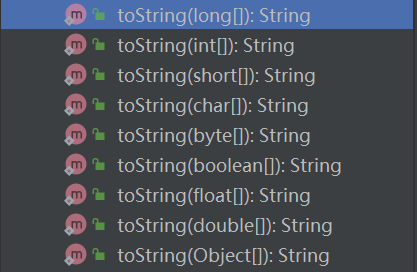 toString(long[]): String
toString(int[]): String
toString(short[]): String
toString(char[]): String
toString(byte[]): String
toString(boolean[]): String
toString(float[]): String
toString(double[]): String
toString(Object[]): String